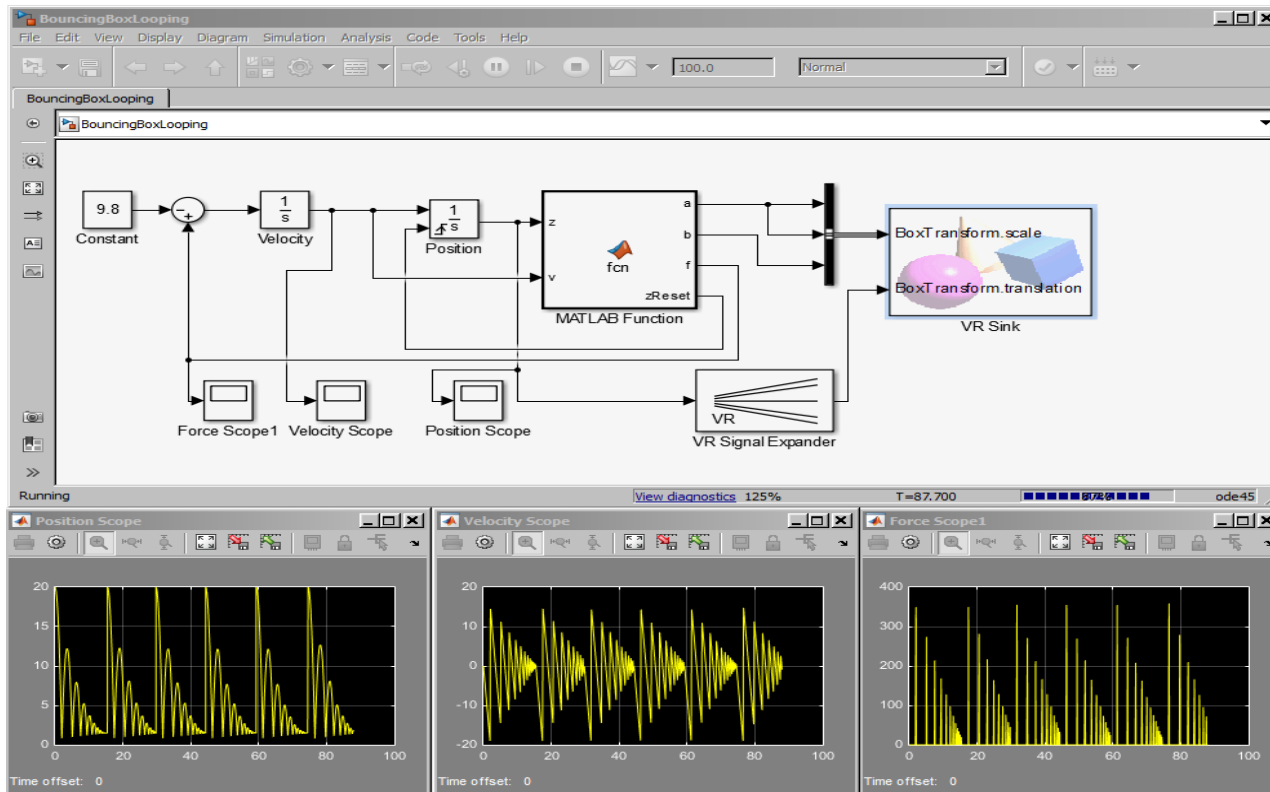 BouncingBoxLooping
File Edit View Display Diagram Simulation Analysis Code Tools Help
100.0 Normal
BouncingBoxLooping
BouncingBoxLooping
9.8
Constant
- +
1
s
Velocity
1
s
Position
z
v
fcn
a
b
f
zReset
MATLAB Function
BoxTransform.scale
BoxTransform.translation
VR Sink
Force Scope1
Velocity Scope
Position Scope
VR
VR Signal Expander
Running View diagnostics 125% T=87.700 ode45
Position Scope
20
15
10
5
0
0 20 40 60 80 100
Time offset: 0
Velocity Scope
20
10
0
-10
-20
0 20 40 60 80 100
Time offset: 0
Force Scope1
400
300
200
100
0
0 20 40 60 80 100
Time offset: 0